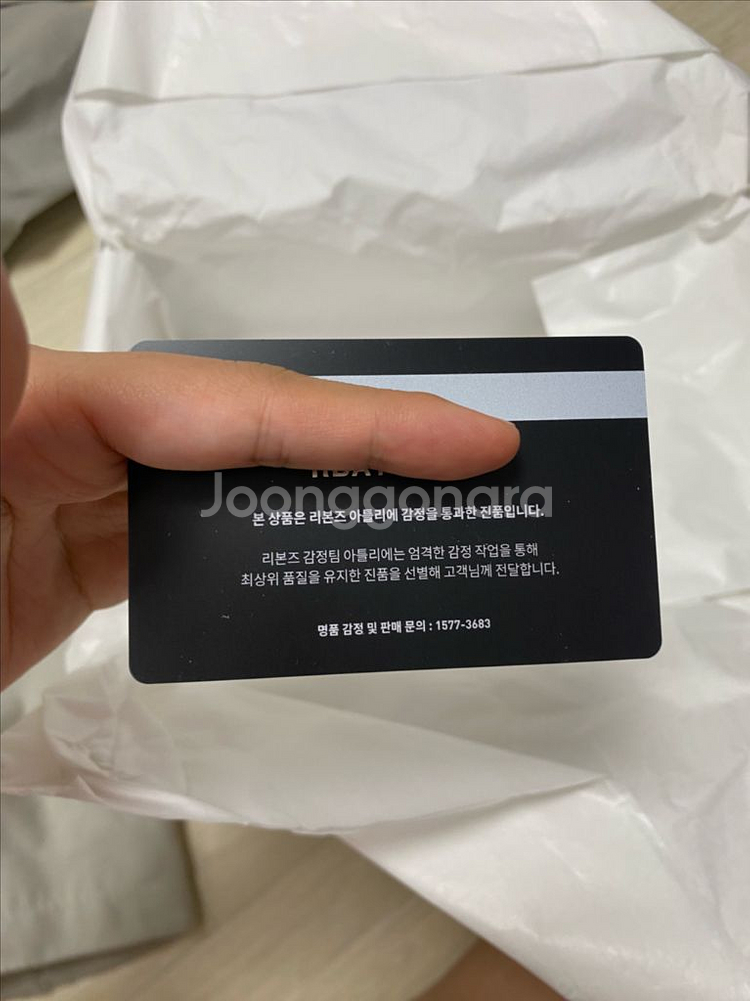 Joonggonara
본 상품은 리본즈 아틀리에 감정을 통과한 진품입니다.
리본즈 감정팀 아틀리에는 엄격한 감정 작업을 통해
최상위 품질을 유지한 진품을 선별해 고객님께 전달합니다.
명품 감정 및 판매 문의 : 1577-3683